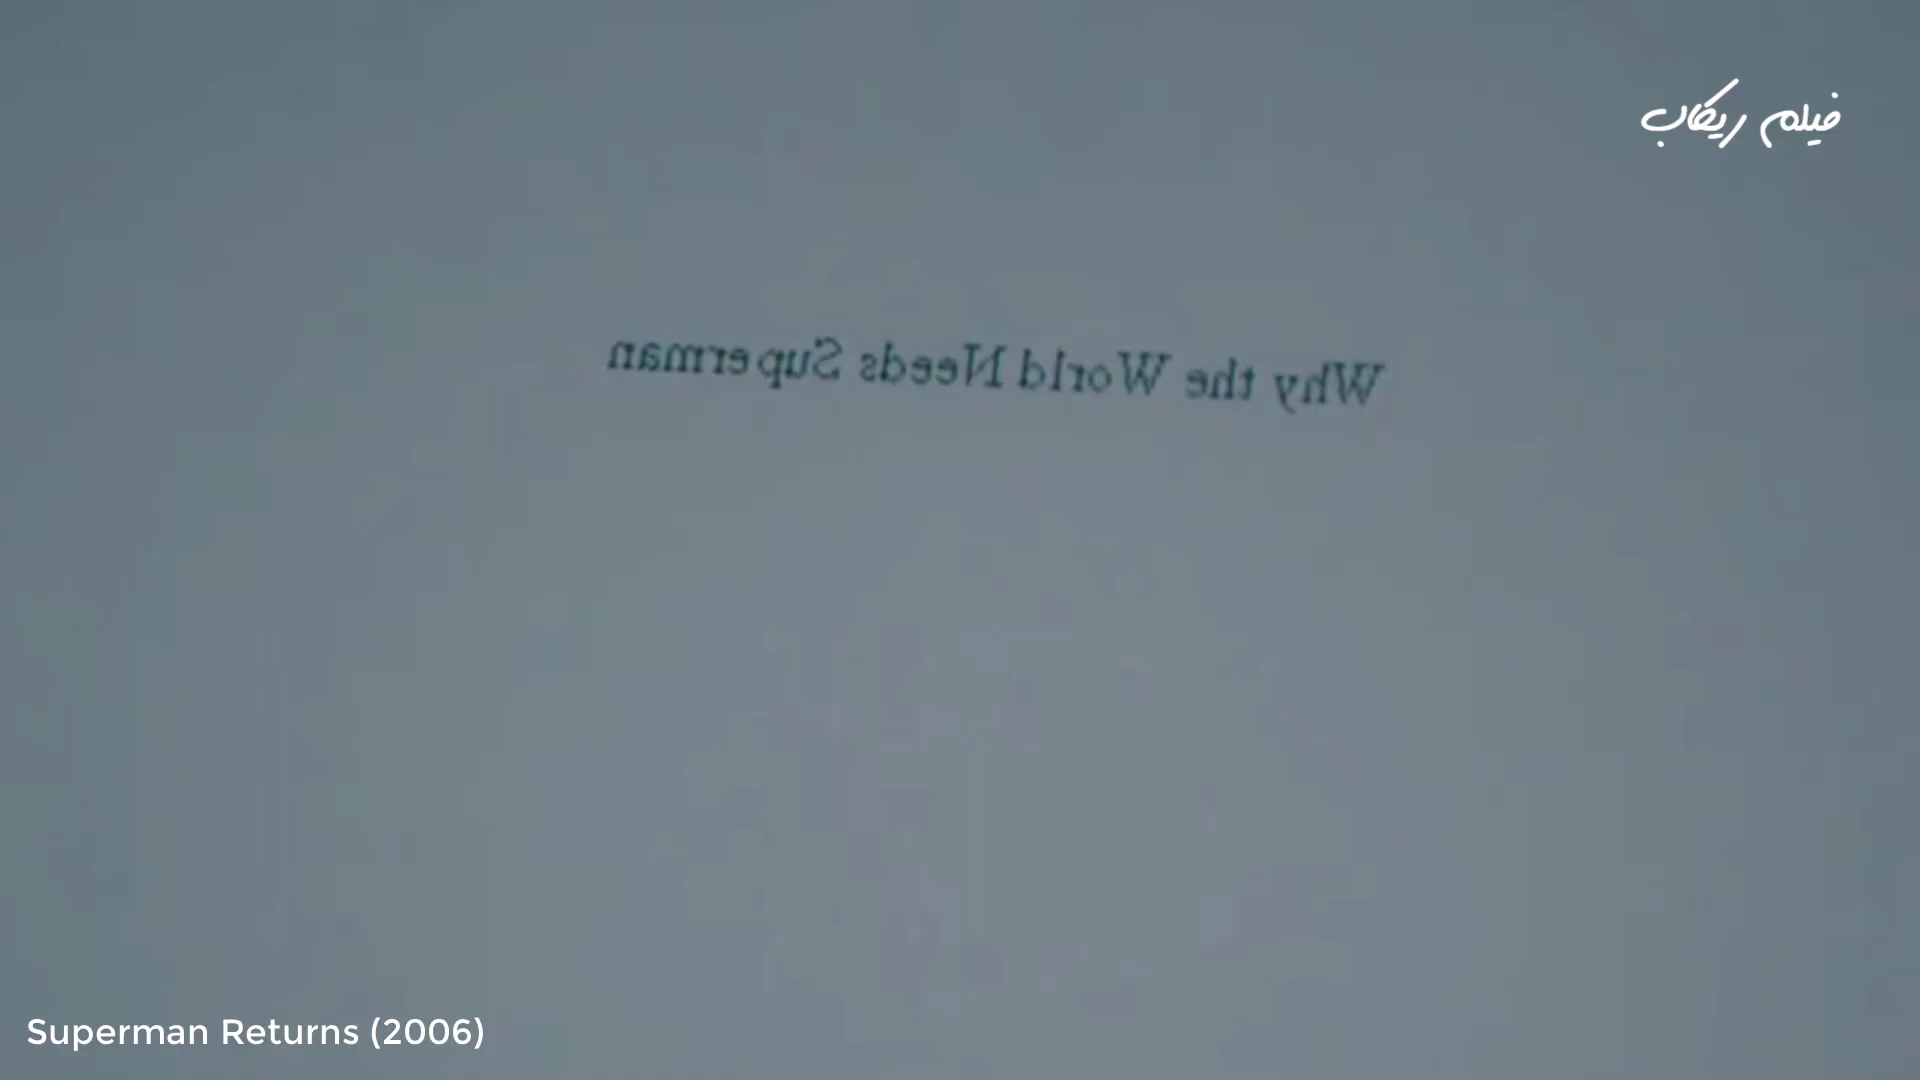 فیلم ریکاب
Why the World Needs Superman
Superman Returns (2006)